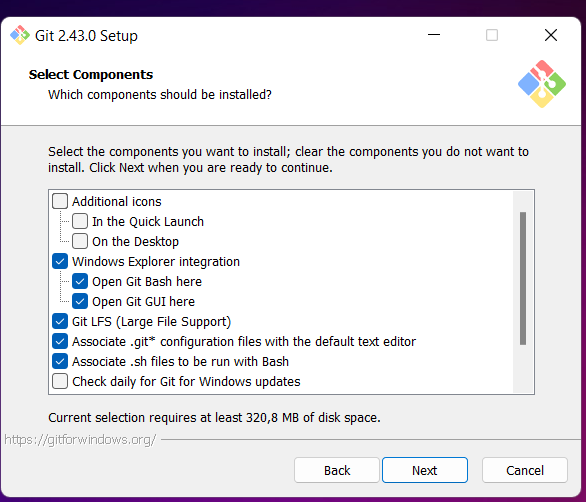 Git 2.43.0 Setup
Select Components
Which components should be installed?
Select the components you want to install; clear the components you do not want to
install. Click Next when you are ready to continue.
Additional icons
In the Quick Launch
On the Desktop
Windows Explorer integration
Open Git Bash here
Open Git GUI here
Git LFS (Large File Support)
Associate .git* configuration files with the default text editor
Associate .sh files to be run with Bash
Check daily for Git for Windows updates
Current selection requires at least 320,8 MB of disk space.
https://gitforwindows.org/
Back
Next
Cancel